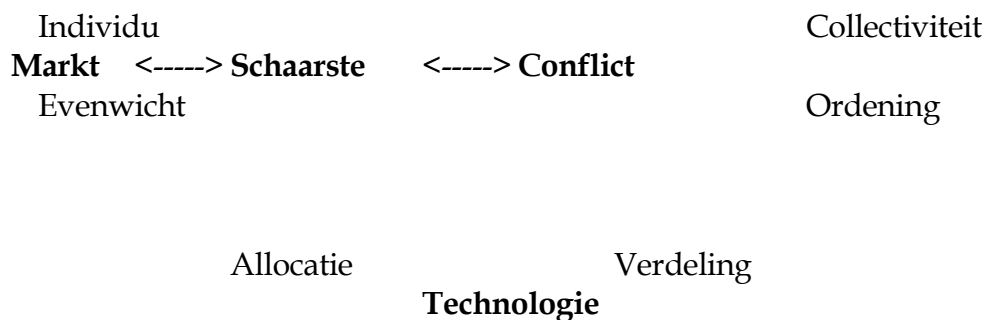 Individu Collectiviteit
Markt <-----> Schaarste <-----> Conflict
Evenwicht Ordening
Allocatie Verdeling
Technologie